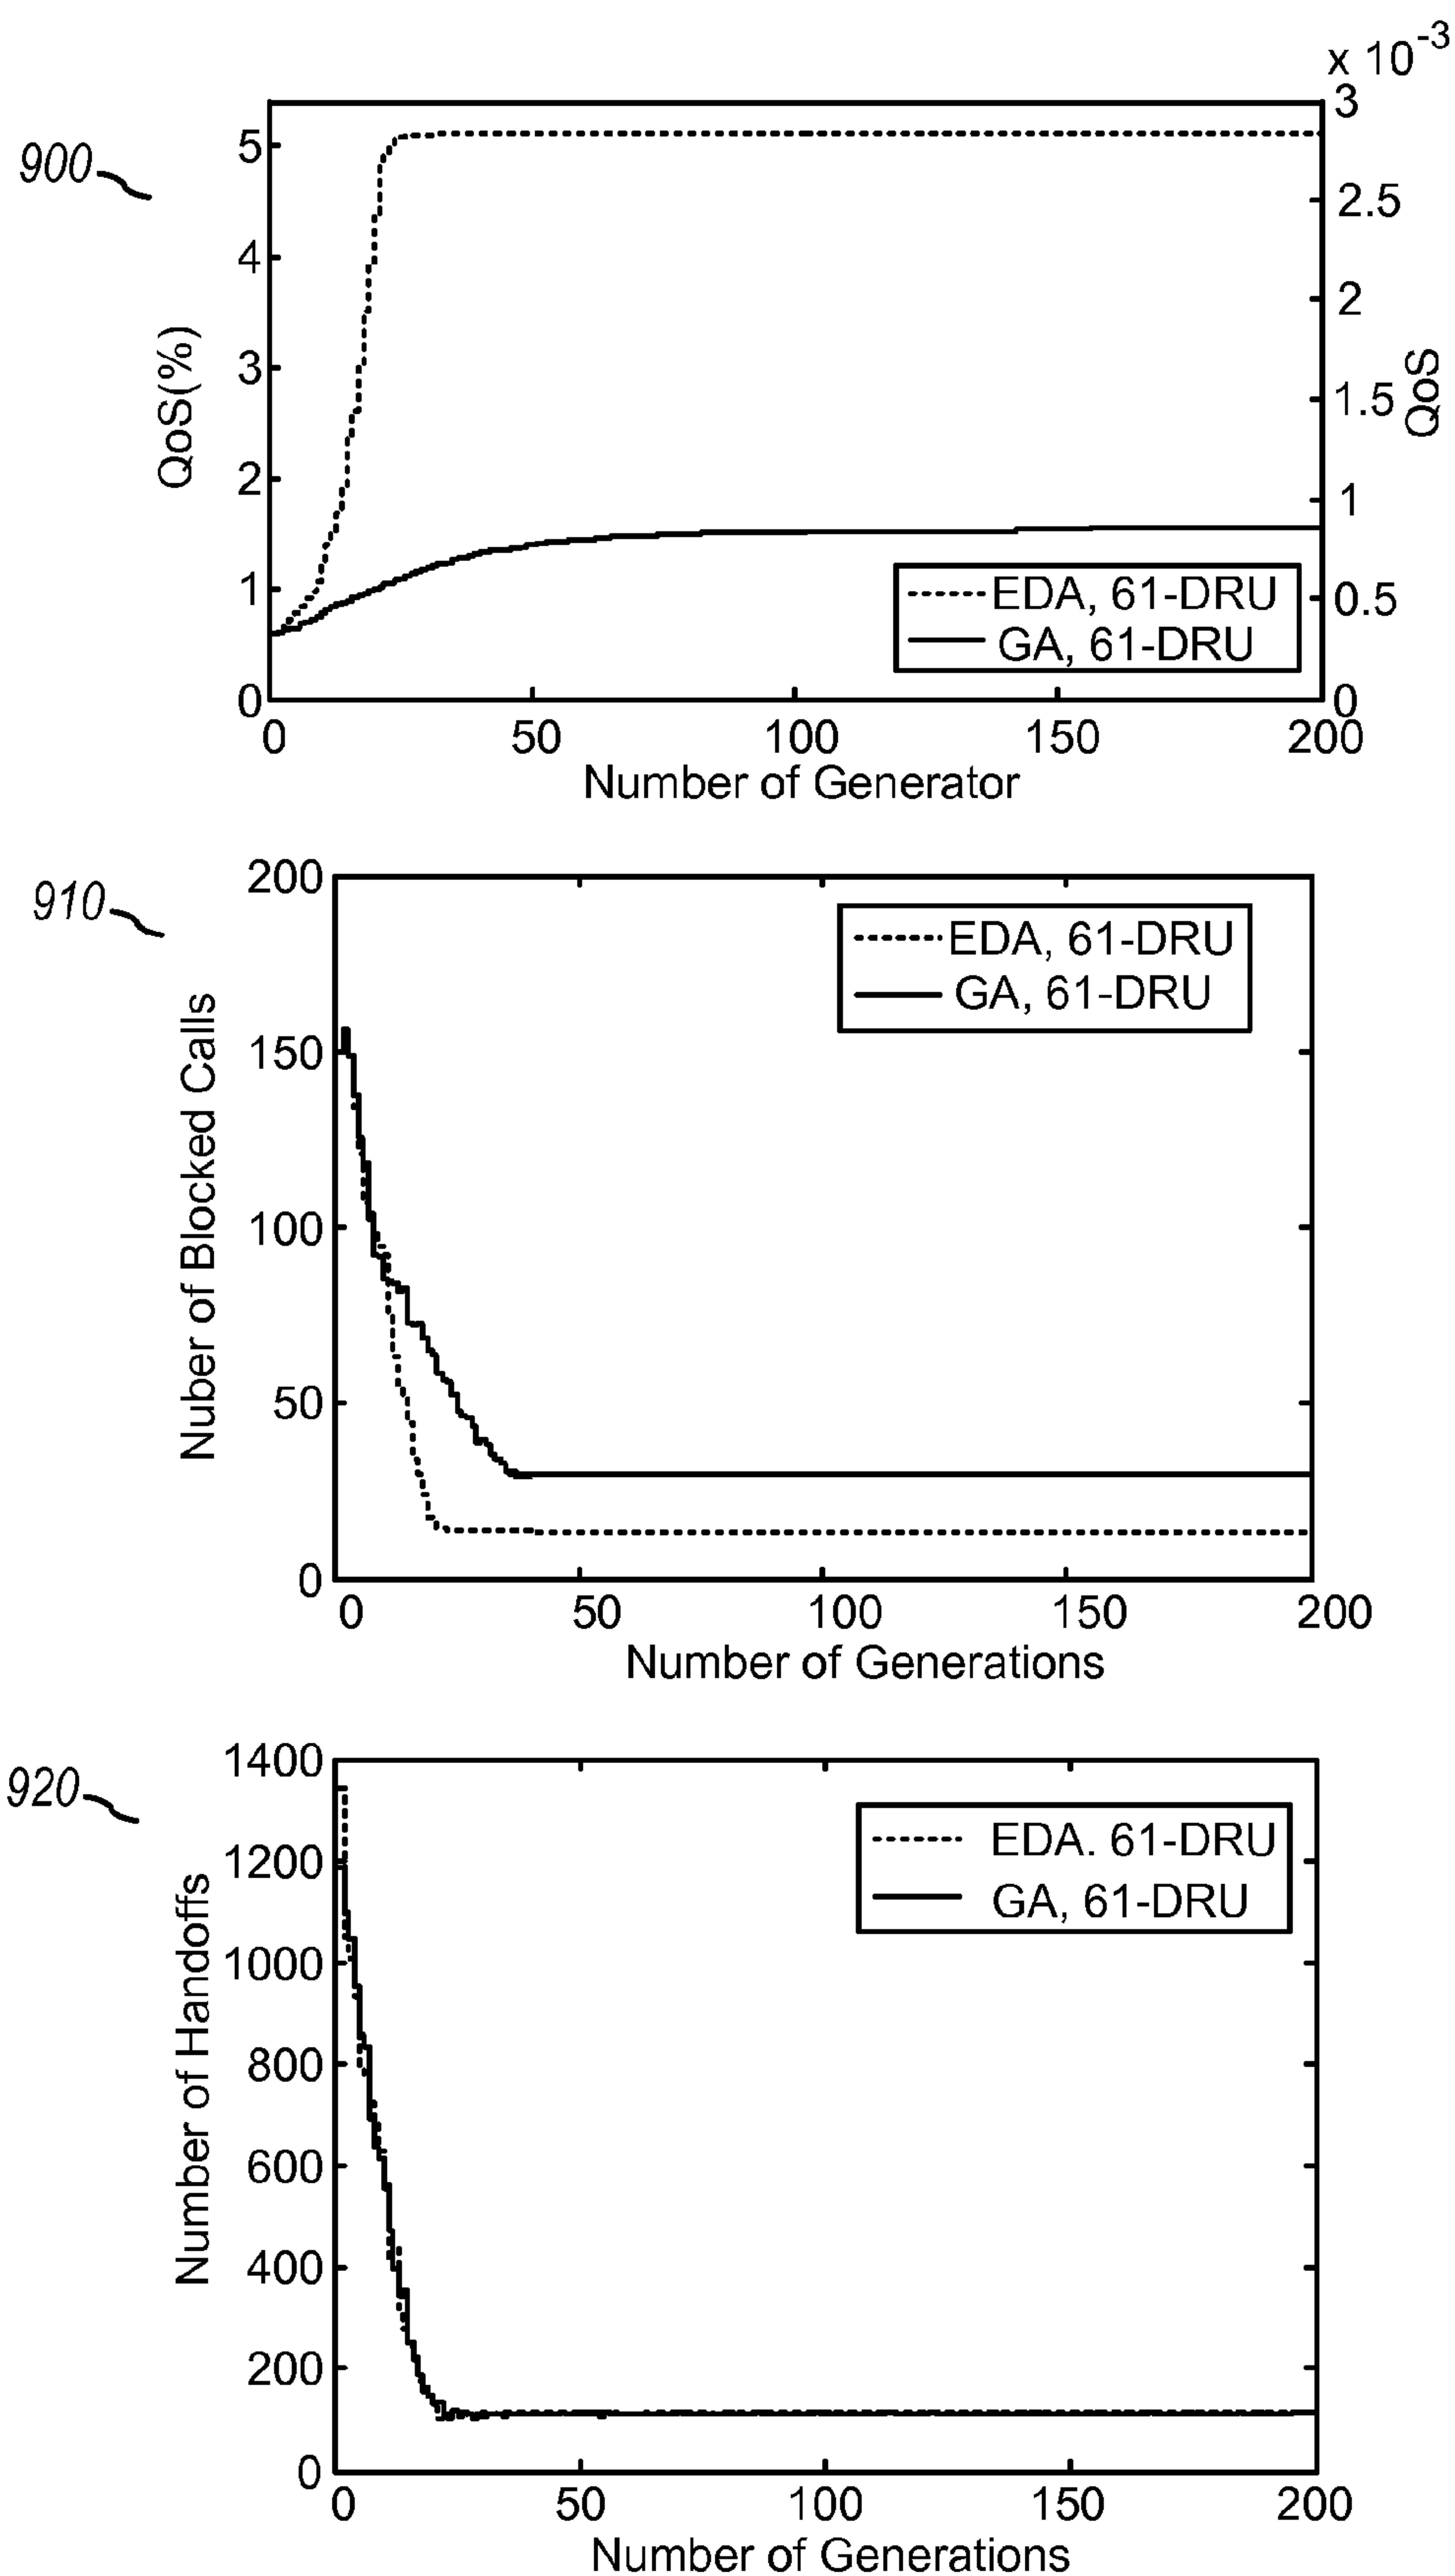 x 10-3
900
QoS(%)
5
4
3
2
1
0
3
2.5
2
1.5
1
0.5
0
QoS
EDA, 61-DRU
GA, 61-DRU
0 50 100 150 200
Number of Generator
910
Nuber of Blocked Calls
200
150
100
50
0
EDA, 61-DRU
GA, 61-DRU
0 50 100 150 200
Number of Generations
920
Number of Handoffs
1400
1200
1000
800
600
400
200
0
EDA. 61-DRU
GA, 61-DRU
0 50 100 150 200
Number of Generations